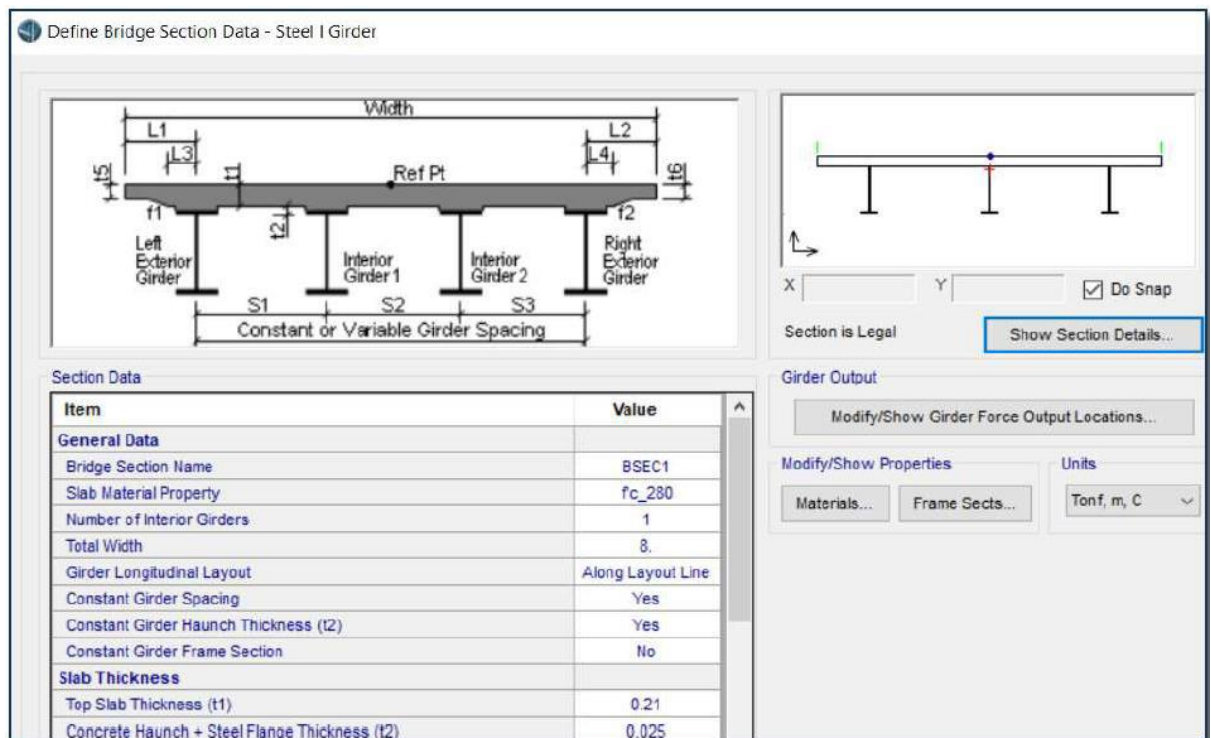 Define Bridge Section Data - Steel I Girder
Width
L1
L2
L3
L4
t5
t1
Ref Pt
t6
f1
t2
f2
Left
Exterior
Girder
Interior
Girder 1
Interior
Girder 2
Right
Exterior
Girder
S1
S2
S3
Constant or Variable Girder Spacing
X
Y
Do Snap
Section is Legal
Show Section Details...
Section Data
Item Value
General Data
Bridge Section Name BSEC1
Slab Material Property f'c_280
Number of Interior Girders 1
Total Width 8.
Girder Longitudinal Layout Along Layout Line
Constant Girder Spacing Yes
Constant Girder Haunch Thickness (t2) Yes
Constant Girder Frame Section No
Slab Thickness
Top Slab Thickness (t1) 0.21
Concrete Haunch + Steel Flange Thickness (t2) 0.025
Girder Output
Modify/Show Girder Force Output Locations...
Modify/Show Properties
Materials...
Frame Sects...
Units
Tonf, m, C